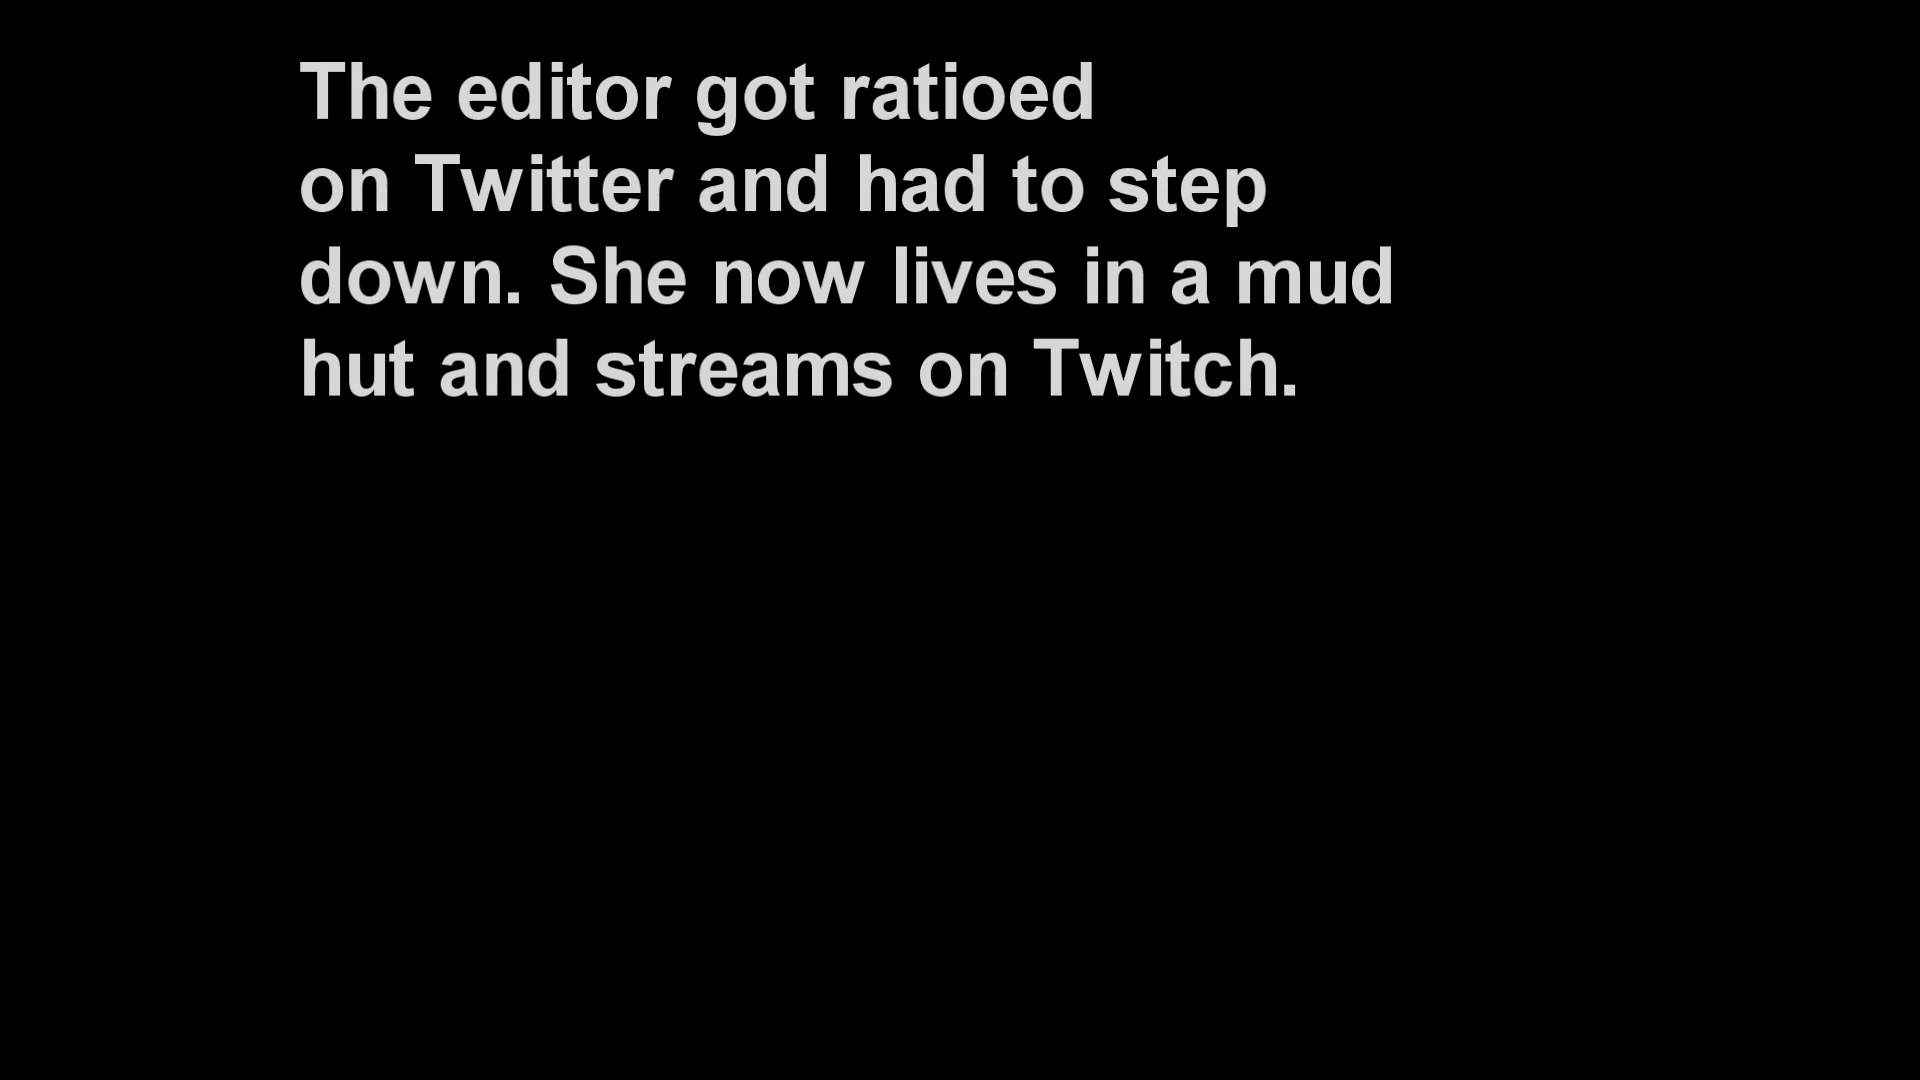 The editor got ratioed
on Twitter and had to step
down. She now lives in a mud
hut and streams on Twitch.